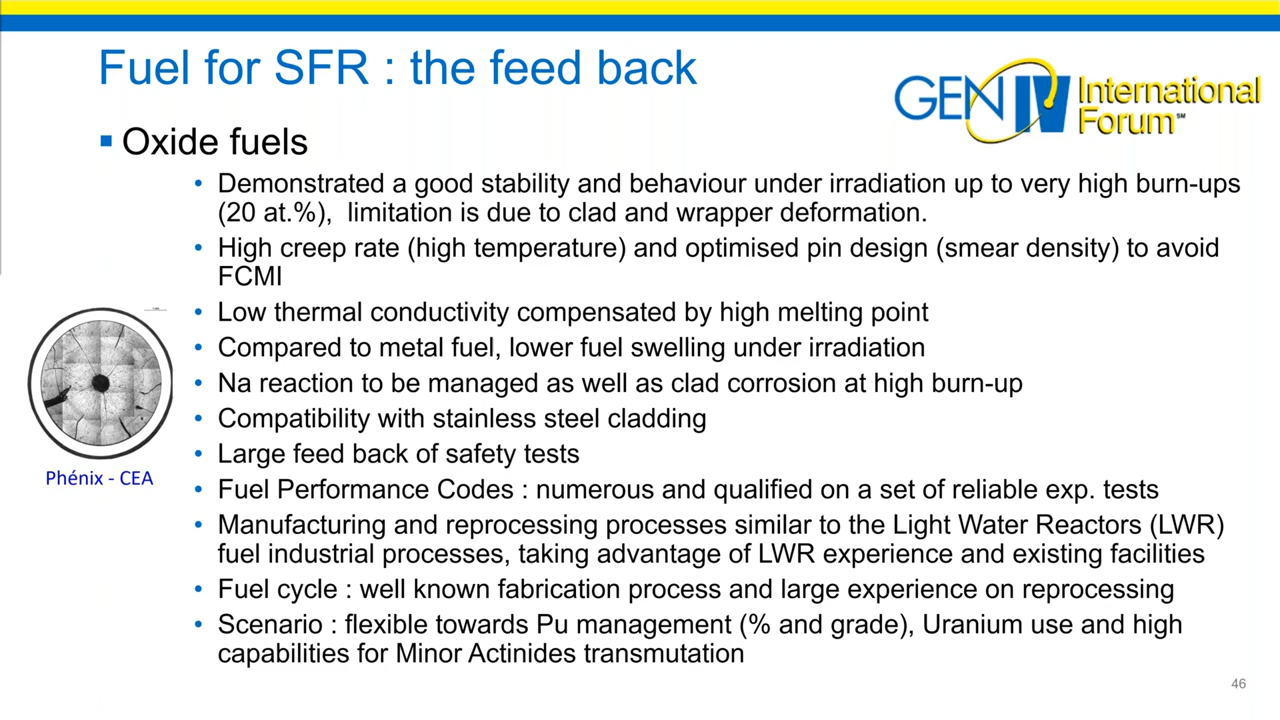 Fuel for SFR : the feed back
GEN IV International
Forum℠
▪ Oxide fuels
• Demonstrated a good stability and behaviour under irradiation up to very high burn-ups
(20 at.%), limitation is due to clad and wrapper deformation.
• High creep rate (high temperature) and optimised pin design (smear density) to avoid
FCMI
• Low thermal conductivity compensated by high melting point
• Compared to metal fuel, lower fuel swelling under irradiation
• Na reaction to be managed as well as clad corrosion at high burn-up
• Compatibility with stainless steel cladding
• Large feed back of safety tests
• Fuel Performance Codes : numerous and qualified on a set of reliable exp. tests
• Manufacturing and reprocessing processes similar to the Light Water Reactors (LWR)
fuel industrial processes, taking advantage of LWR experience and existing facilities
• Fuel cycle : well known fabrication process and large experience on reprocessing
• Scenario : flexible towards Pu management (% and grade), Uranium use and high
capabilities for Minor Actinides transmutation
Phénix - CEA
46